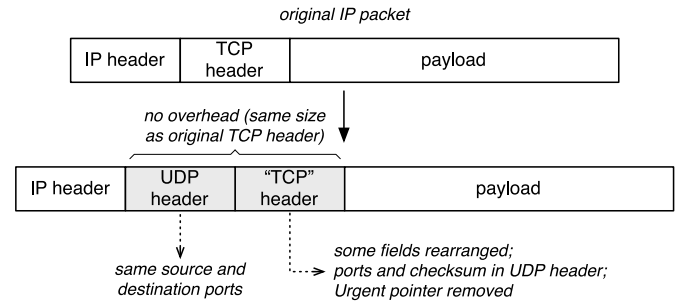 original IP packet
IP header
TCP
header
payload
no overhead (same size
as original TCP header)
IP header
UDP
header
“TCP”
header
payload
same source and
destination ports
some fields rearranged;
ports and checksum in UDP header;
Urgent pointer removed